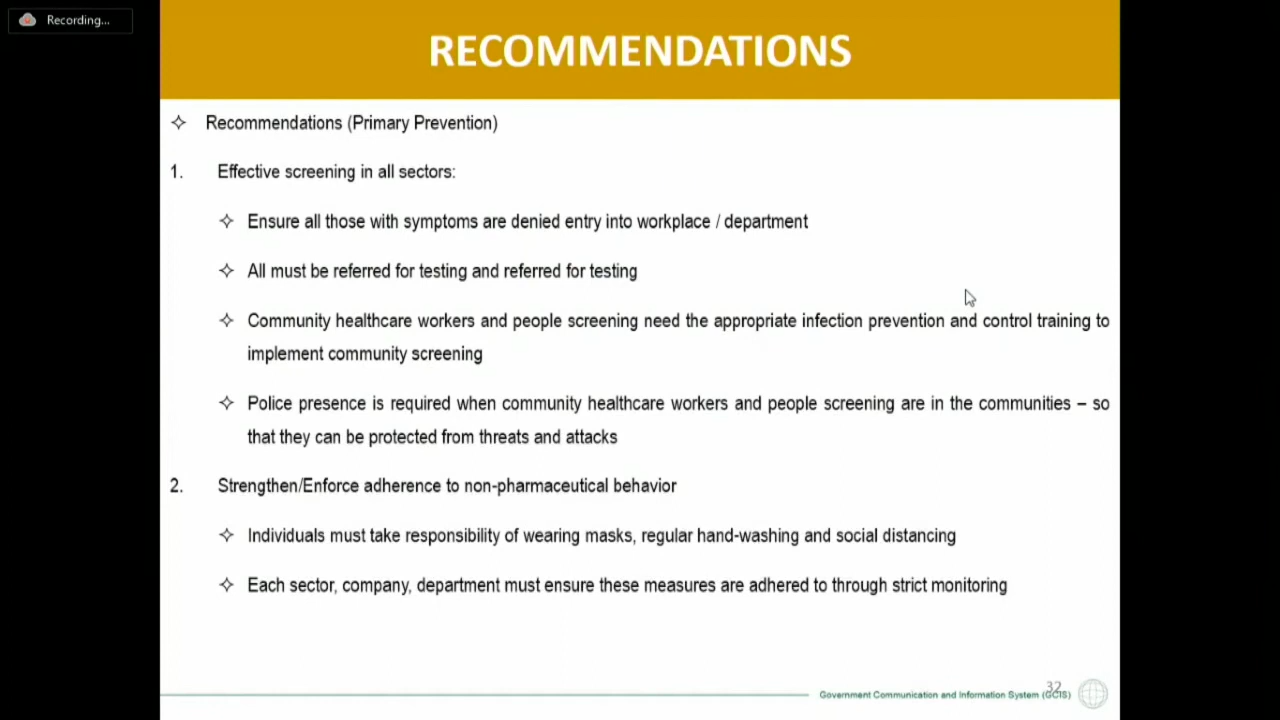 Recording...
RECOMMENDATIONS
Recommendations (Primary Prevention)
1. Effective screening in all sectors:
Ensure all those with symptoms are denied entry into workplace / department
All must be referred for testing and referred for testing
Community healthcare workers and people screening need the appropriate infection prevention and control training to
implement community screening
Police presence is required when community healthcare workers and people screening are in the communities – so
that they can be protected from threats and attacks
2. Strengthen/Enforce adherence to non-pharmaceutical behavior
Individuals must take responsibility of wearing masks, regular hand-washing and social distancing
Each sector, company, department must ensure these measures are adhered to through strict monitoring
32
Government Communication and Information System (GCIS)